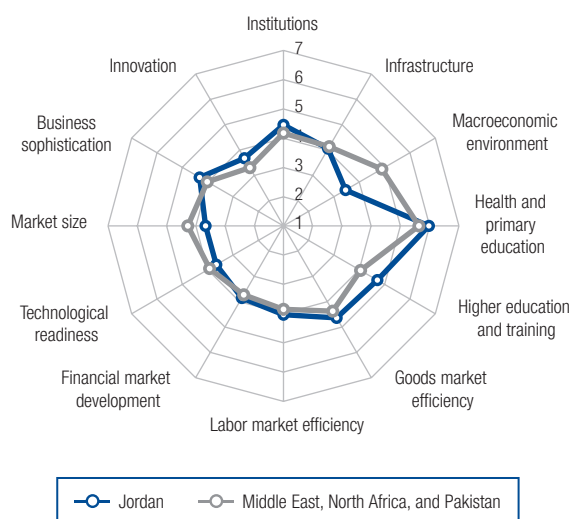 Institutions
7
6
5
4
3
2
1
Innovation
Infrastructure
Business
sophistication
Macroeconomic
environment
Market size
Health and
primary
education
Technological
readiness
Higher education
and training
Financial market
development
Goods market
efficiency
Labor market efficiency
Jordan
Middle East, North Africa, and Pakistan